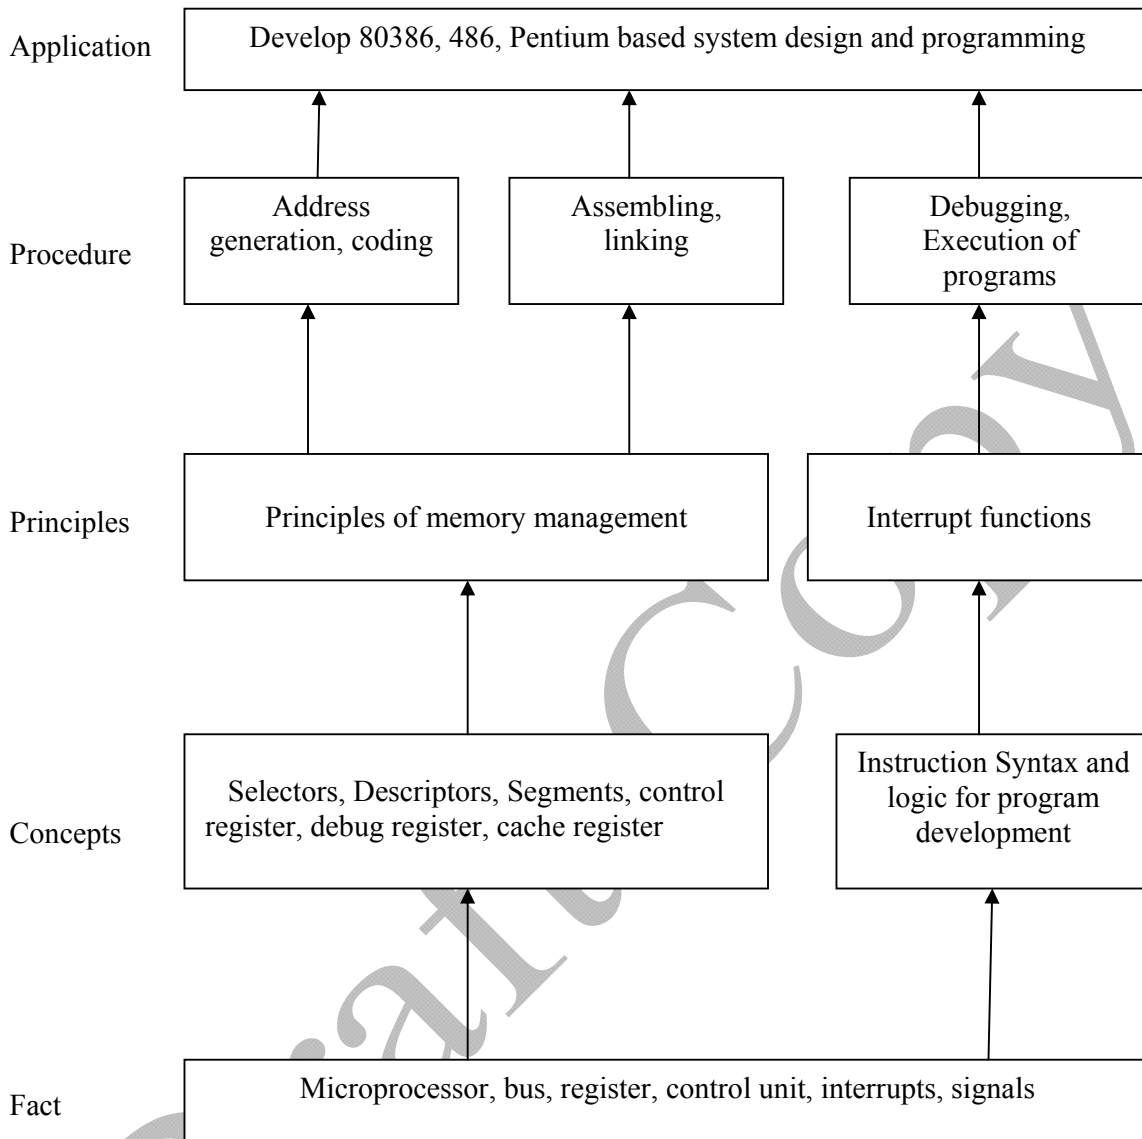 Application
Develop 80386, 486, Pentium based system design and programming
Procedure
Address
generation, coding
Assembling,
linking
Debugging,
Execution of
programs
Principles
Principles of memory management
Interrupt functions
Concepts
Selectors, Descriptors, Segments, control
register, debug register, cache register
Instruction Syntax and
logic for program
development
Fact
Microprocessor, bus, register, control unit, interrupts, signals
Draft Copy